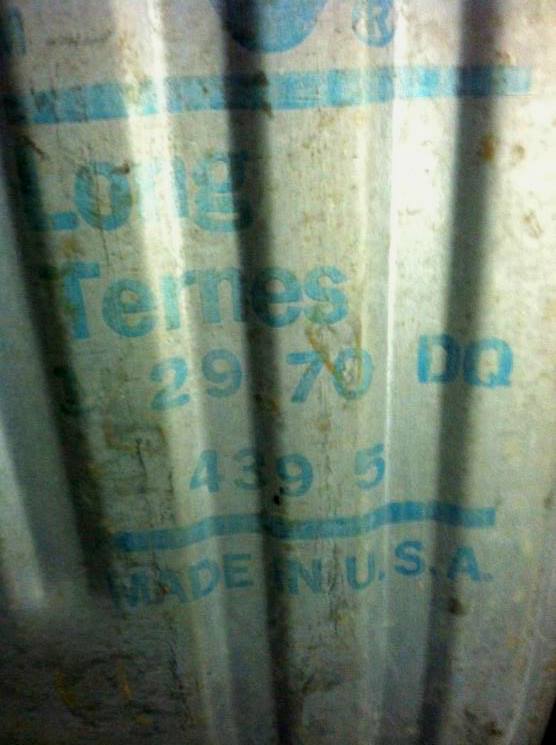 ®
Long
Ternes
29 70 DQ
439 5
MADE IN U.S.A.